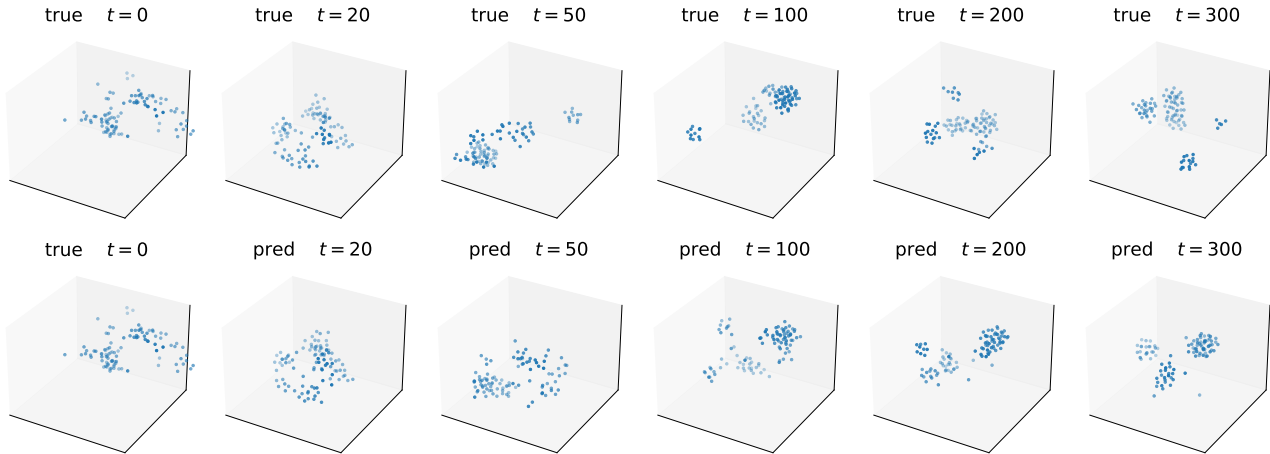 true t = 0
true t = 20
true t = 50
true t = 100
true t = 200
true t = 300
true t = 0
pred t = 20
pred t = 50
pred t = 100
pred t = 200
pred t = 300